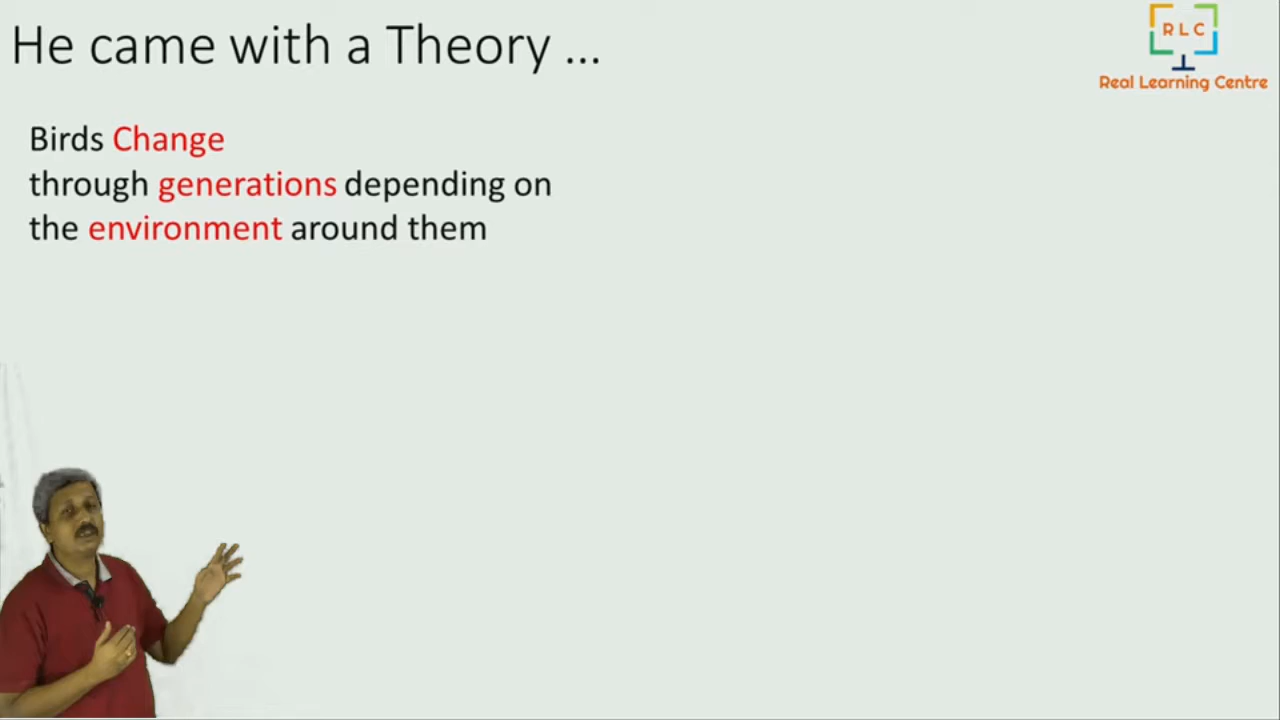 He came with a Theory ...
RLC
Real Learning Centre
Birds Change
through generations depending on
the environment around them